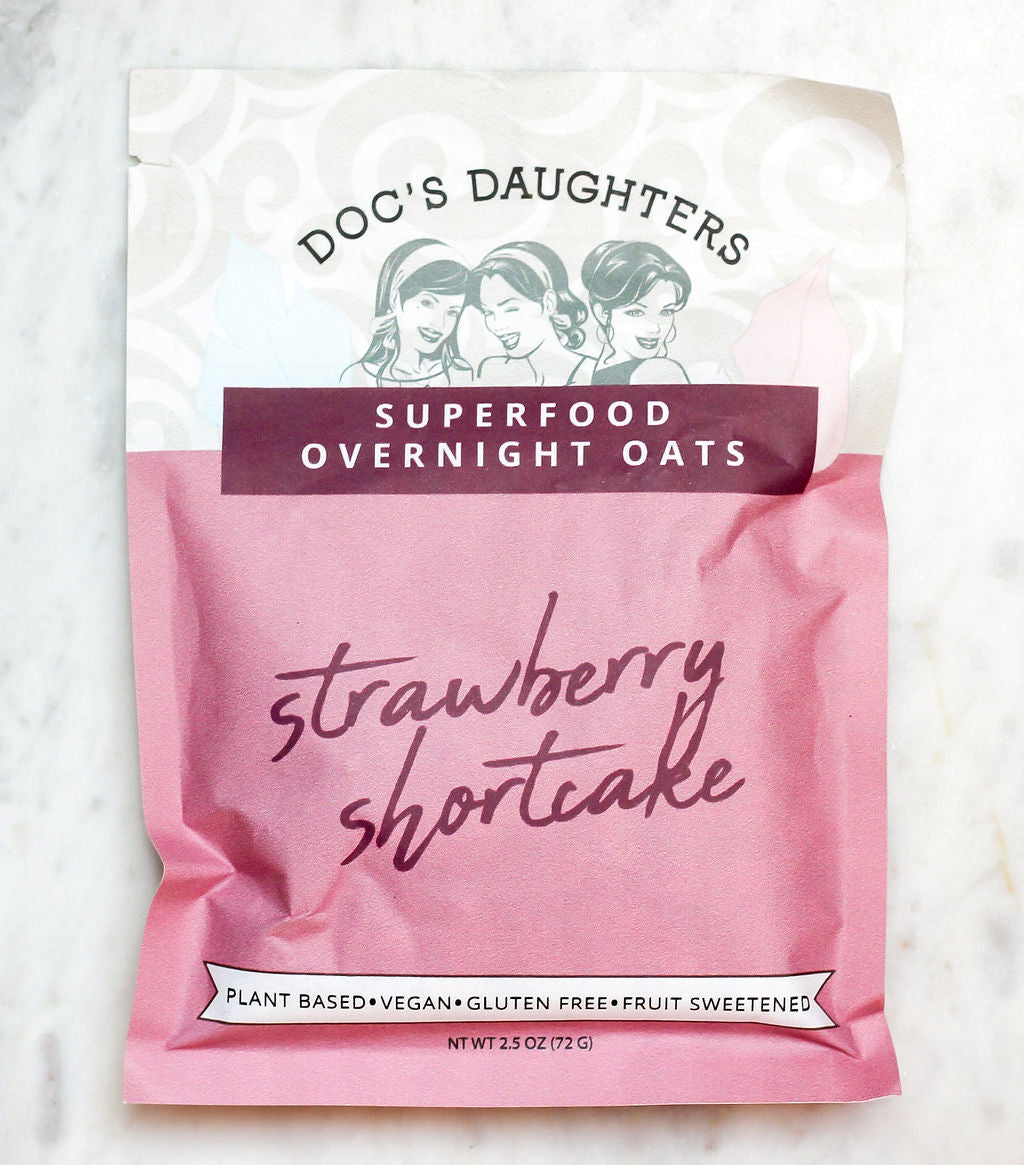 DOC'S DAUGHTERS
SUPERFOOD
OVERNIGHT OATS
strawberry
shortcake
PLANT BASED•VEGAN•GLUTEN FREE•FRUIT SWEETENED
NT WT 2.5 OZ (72 G)